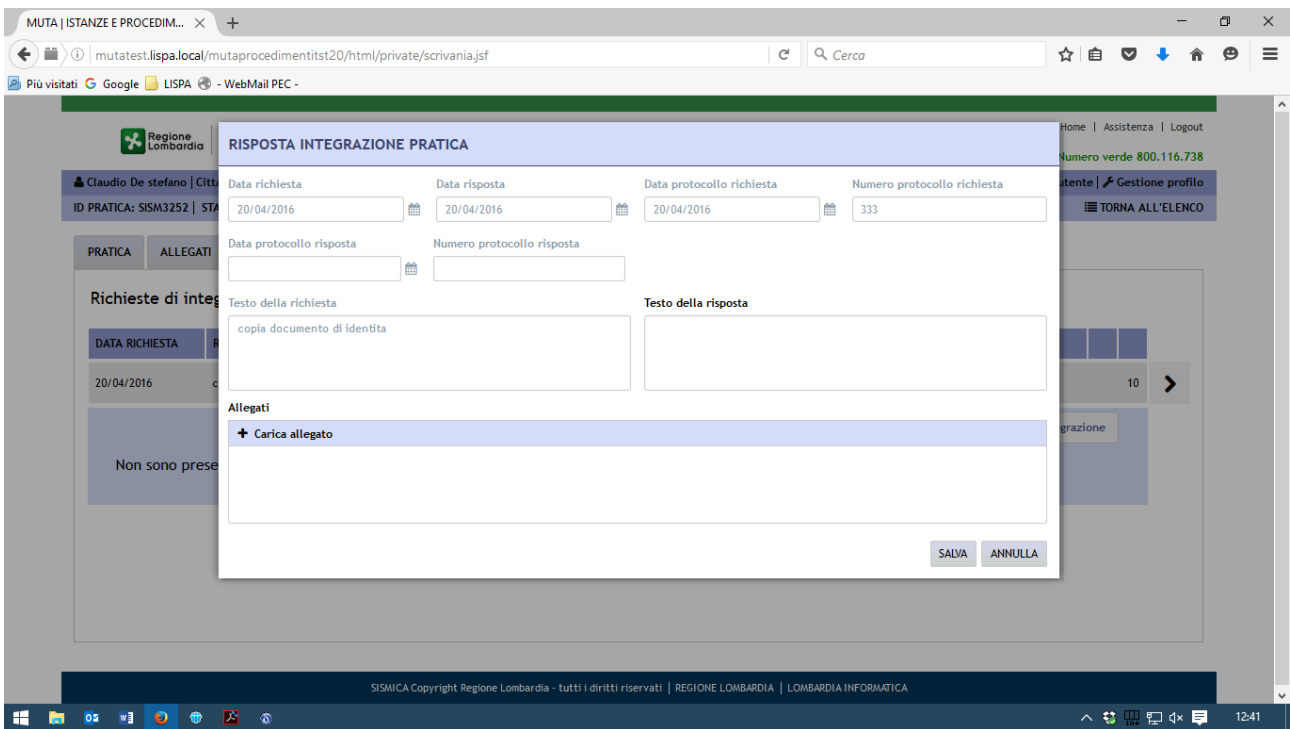 MUTA | ISTANZE E PROCEDIM...
mutatest.lispa.local/mutaprocedimentitst20/html/private/scrivania.jsf
Cerca
Più visitati Google LISPA - WebMail PEC -
Regione Lombardia
Home | Assistenza | Logout
Numero verde 800.116.738
Claudio De stefano | Citta
utente | Gestione profilo
ID PRATICA: SISM3252 | STA
TORNA ALL'ELENCO
PRATICA ALLEGATI
Richieste di integ
DATA RICHIESTA R
20/04/2016 c 10
grazione
Non sono prese
RISPOSTA INTEGRAZIONE PRATICA
Data richiesta Data risposta Data protocollo richiesta Numero protocollo richiesta
20/04/2016 20/04/2016 20/04/2016 333
Data protocollo risposta Numero protocollo risposta
Testo della richiesta Testo della risposta
copia documento di identita
Allegati
+ Carica allegato
SALVA ANNULLA
SISMICA Copyright Regione Lombardia - tutti i diritti riservati | REGIONE LOMBARDIA | LOMBARDIA INFORMATICA
12:41